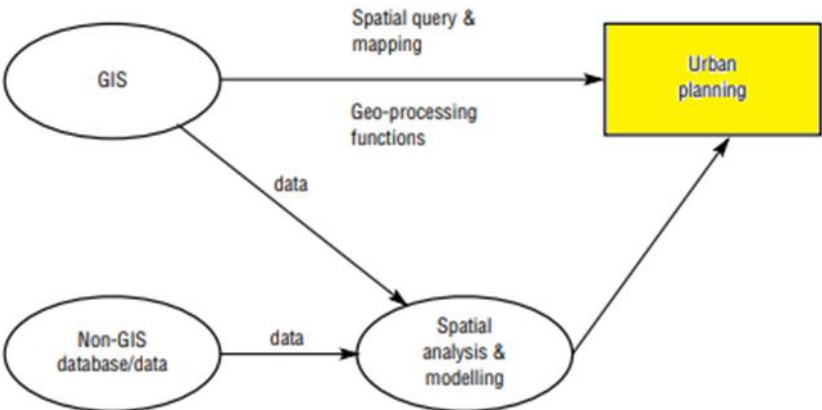 Spatial query &
mapping
GIS
Urban
planning
Geo-processing
functions
data
Non-GIS
database/data
data
Spatial
analysis &
modelling